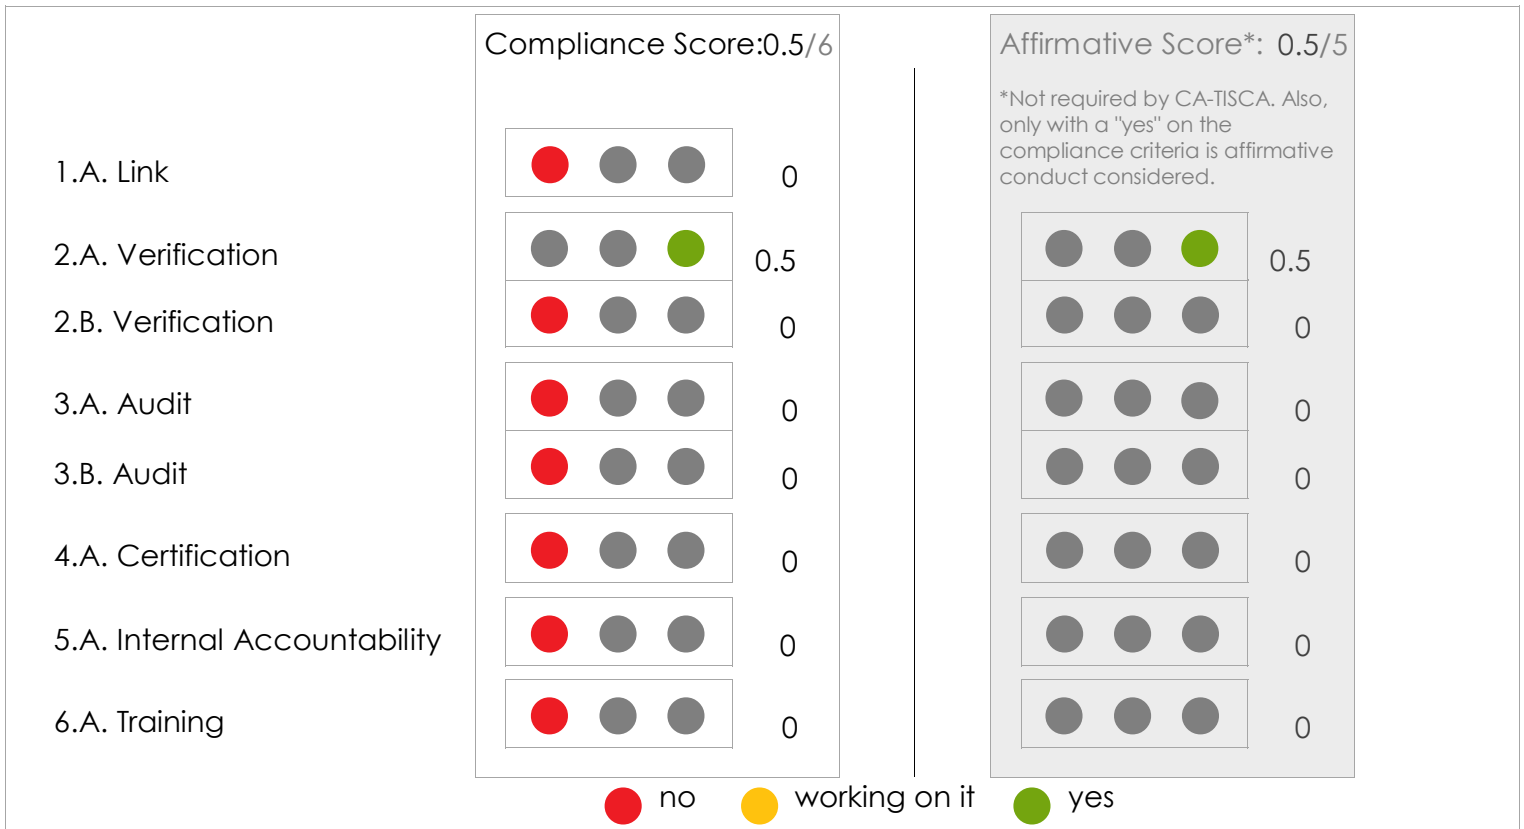 Compliance Score:0.5/6
Affirmative Score*: 0.5/5
*Not required by CA-TISCA. Also,
only with a "yes" on the
compliance criteria is affirmative
conduct considered.
1.A. Link 0
2.A. Verification 0.5 0.5
2.B. Verification 0 0
3.A. Audit 0 0
3.B. Audit 0 0
4.A. Certification 0 0
5.A. Internal Accountability 0 0
6.A. Training 0 0
no working on it yes